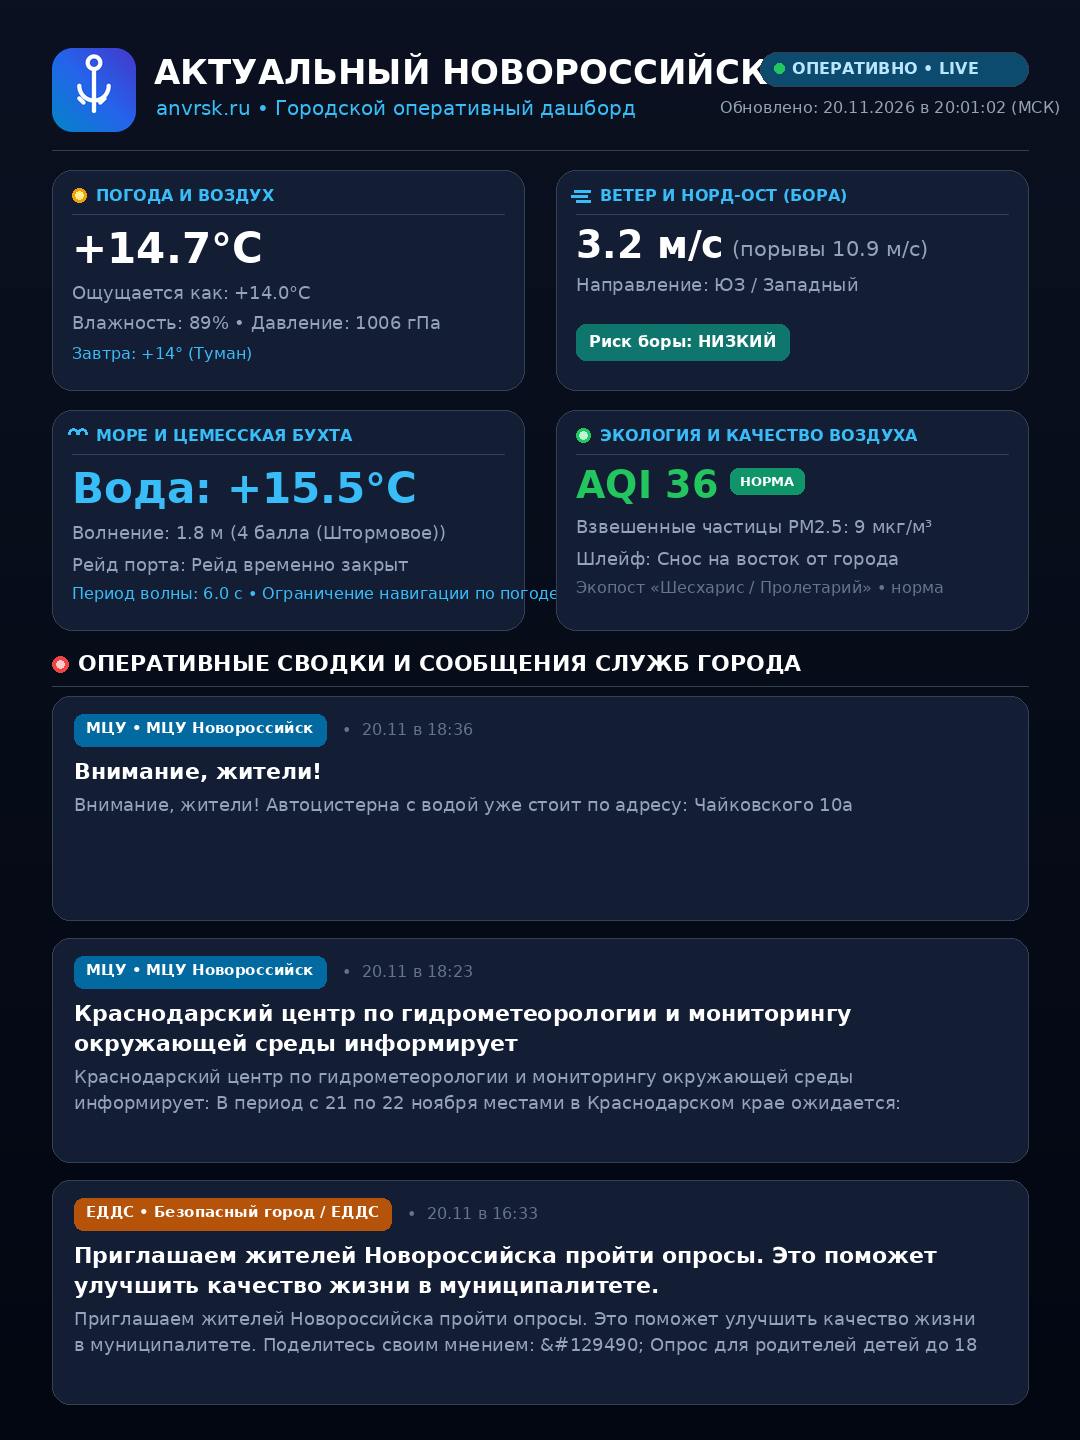 АКТУАЛЬНЫЙ НОВОРОССИЙСК
ОПЕРАТИВНО • LIVE
anvrsk.ru • Городской оперативный дашборд
Обновлено: 20.11.2026 в 20:01:02 (МСК)
ПОГОДА И ВОЗДУХ
+14.7°C
Ощущается как: +14.0°C
Влажность: 89% • Давление: 1006 гПа
Завтра: +14° (Туман)
ВЕТЕР И НОРД-ОСТ (БОРА)
3.2 м/с (порывы 10.9 м/с)
Направление: ЮЗ / Западный
Риск боры: НИЗКИЙ
МОРЕ И ЦЕМЕССКАЯ БУХТА
Вода: +15.5°C
Волнение: 1.8 м (4 балла (Штормовое))
Рейд порта: Рейд временно закрыт
Период волны: 6.0 с • Ограничение навигации по погоде
ЭКОЛОГИЯ И КАЧЕСТВО ВОЗДУХА
AQI 36 НОРМА
Взвешенные частицы PM2.5: 9 мкг/м³
Шлейф: Снос на восток от города
Экопост «Шесхарис / Пролетарий» • норма
ОПЕРАТИВНЫЕ СВОДКИ И СООБЩЕНИЯ СЛУЖБ ГОРОДА
МЦУ • МЦУ Новороссийск • 20.11 в 18:36
Внимание, жители!
Внимание, жители! Автоцистерна с водой уже стоит по адресу: Чайковского 10а
МЦУ • МЦУ Новороссийск • 20.11 в 18:23
Краснодарский центр по гидрометеорологии и мониторингу
окружающей среды информирует
Краснодарский центр по гидрометеорологии и мониторингу окружающей среды
информирует: В период с 21 по 22 ноября местами в Краснодарском крае ожидается:
ЕДДС • Безопасный город / ЕДДС • 20.11 в 16:33
Приглашаем жителей Новороссийска пройти опросы. Это поможет
улучшить качество жизни в муниципалитете.
Приглашаем жителей Новороссийска пройти опросы. Это поможет улучшить качество жизни
в муниципалитете. Поделитесь своим мнением: &#129490; Опрос для родителей детей до 18